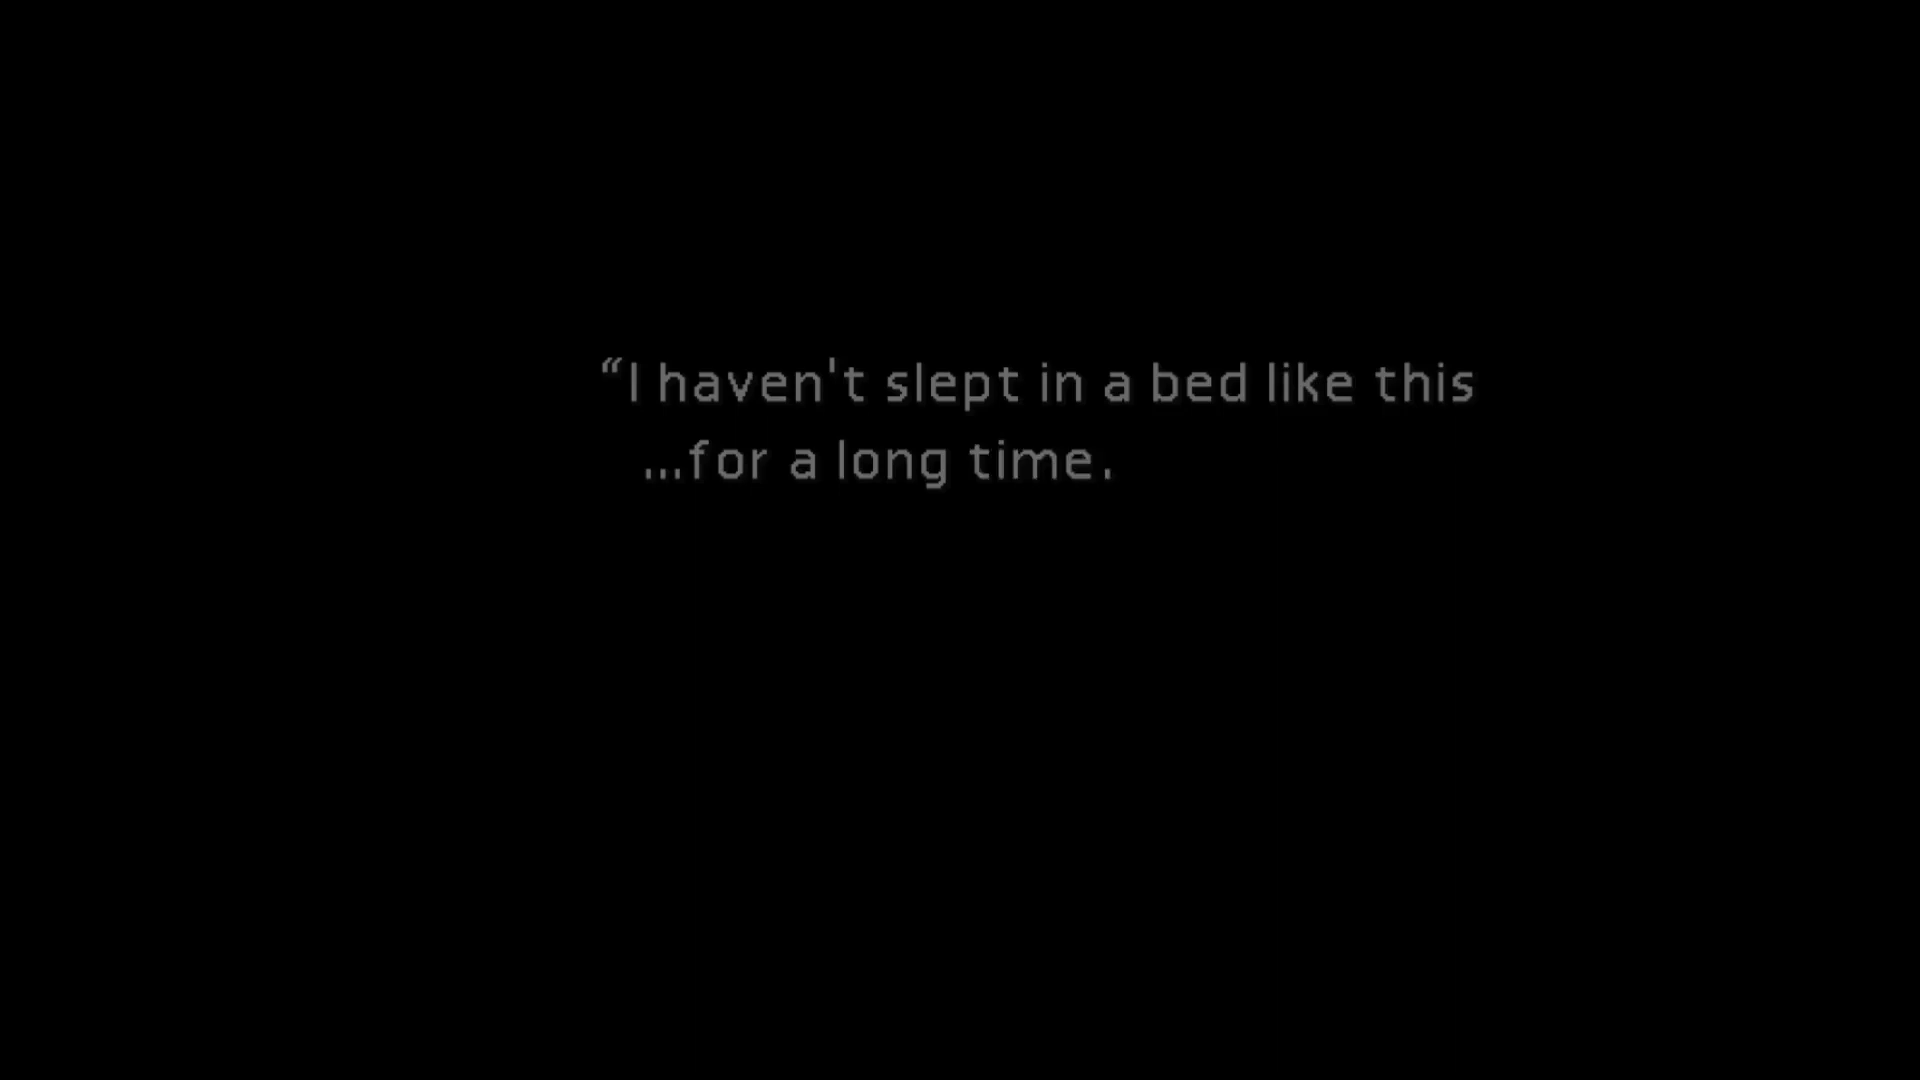 “I haven't slept in a bed like this
...for a long time.